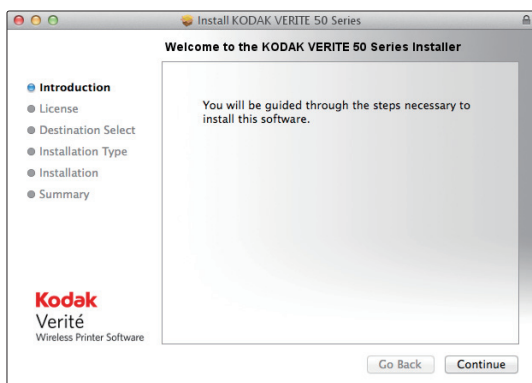 Install KODAK VERITE 50 Series
Welcome to the KODAK VERITE 50 Series Installer
Introduction
License
Destination Select
Installation Type
Installation
Summary
You will be guided through the steps necessary to
install this software.
Kodak
Verité
Wireless Printer Software
Go Back
Continue